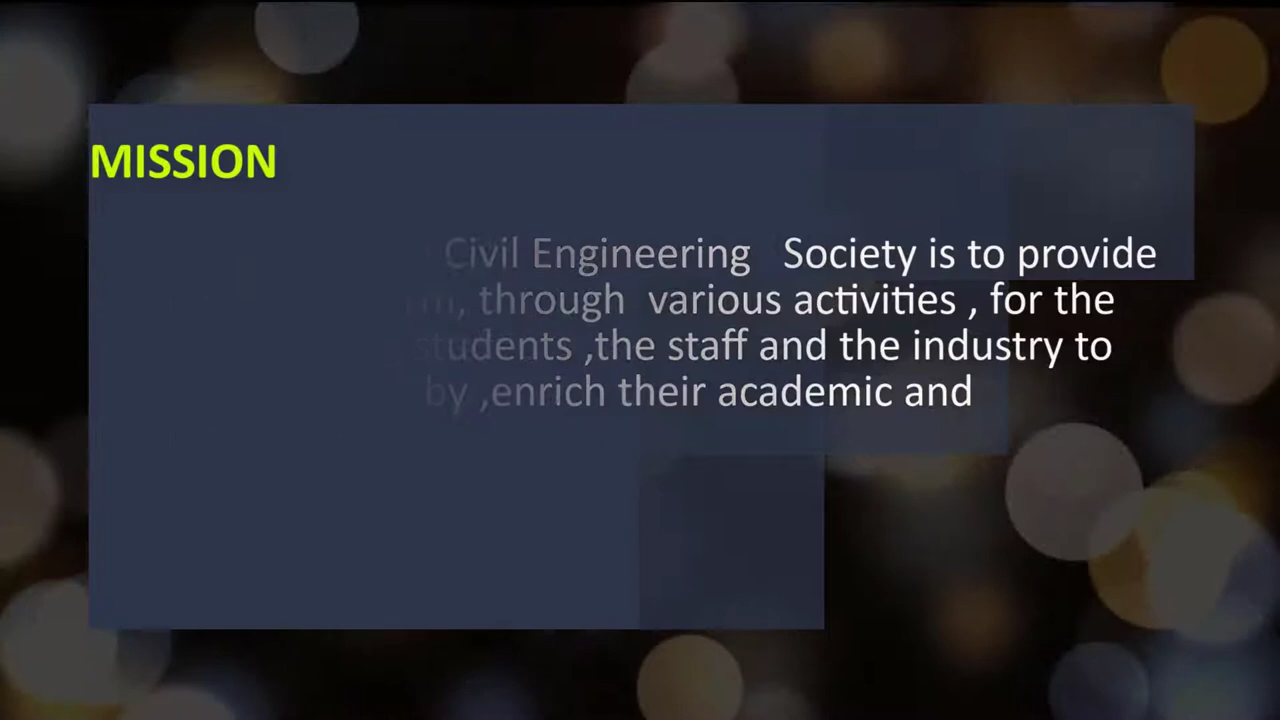 MISSION
Civil Engineering Society is to provide
through various activities , for the
students ,the staff and the industry to
by ,enrich their academic and